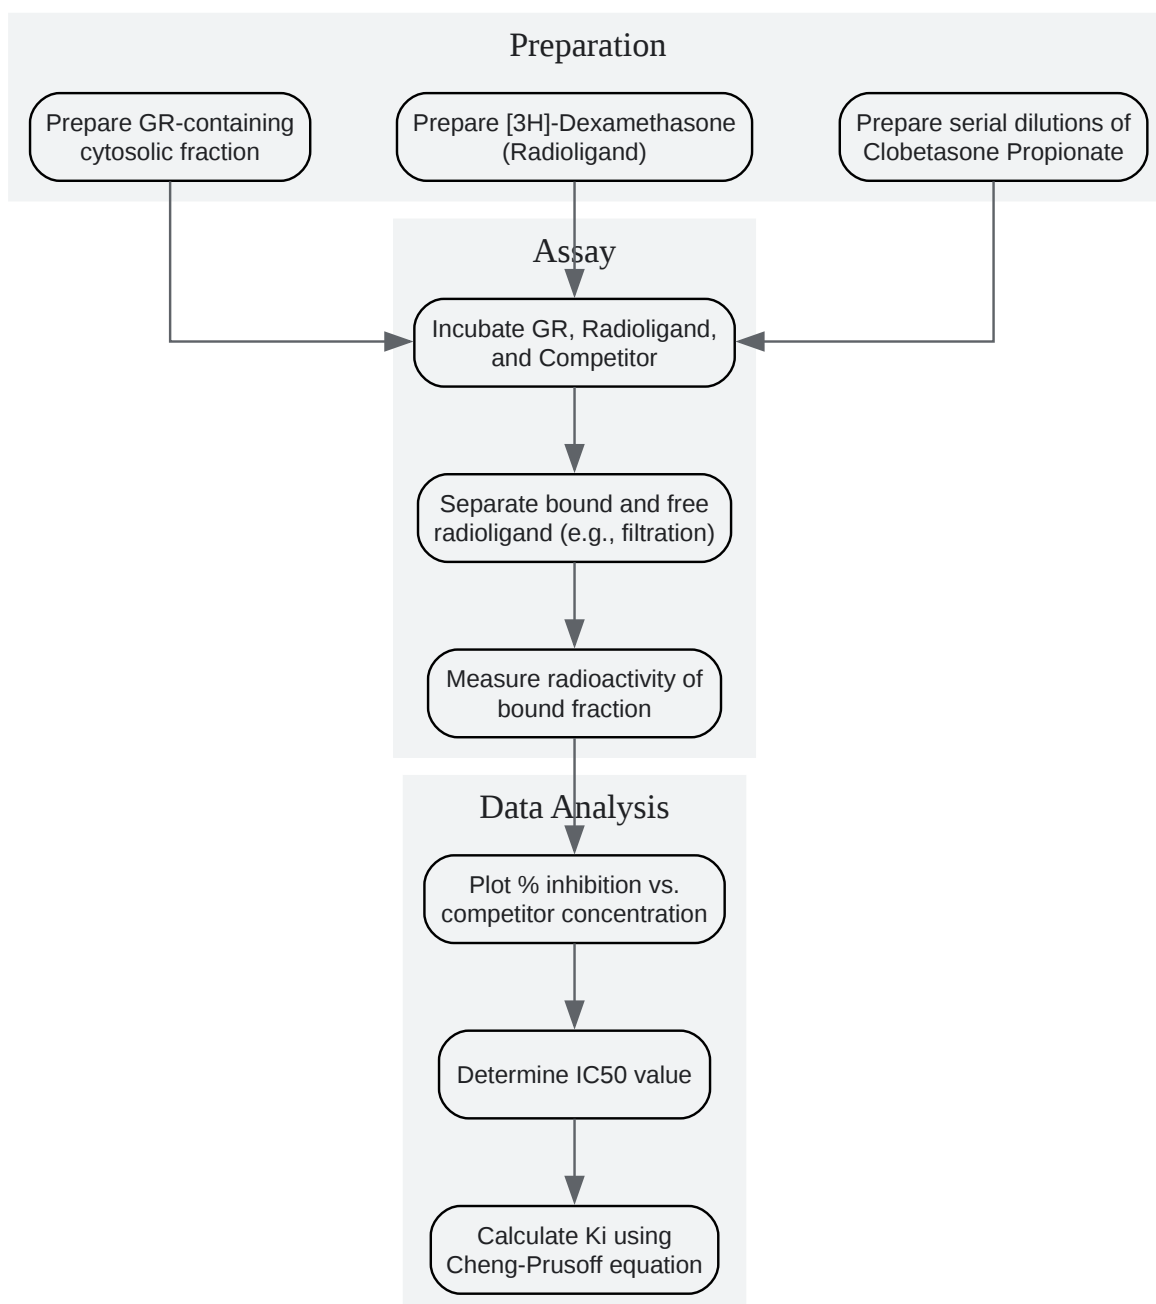 Preparation
Prepare GR-containing
cytosolic fraction
Prepare [3H]-Dexamethasone
(Radioligand)
Prepare serial dilutions of
Clobetasone Propionate
Assay
Incubate GR, Radioligand,
and Competitor
Separate bound and free
radioligand (e.g., filtration)
Measure radioactivity of
bound fraction
Data Analysis
Plot % inhibition vs.
competitor concentration
Determine IC50 value
Calculate Ki using
Cheng-Prusoff equation